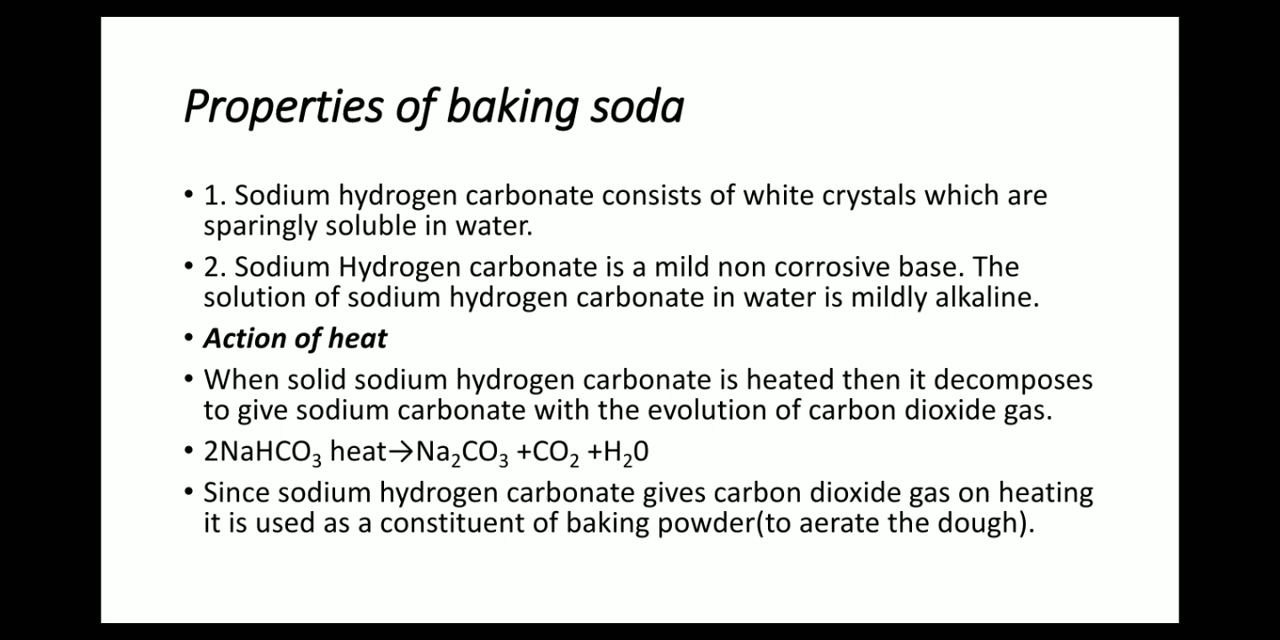 Properties of baking soda
• 1. Sodium hydrogen carbonate consists of white crystals which are
sparingly soluble in water.
• 2. Sodium Hydrogen carbonate is a mild non corrosive base. The
solution of sodium hydrogen carbonate in water is mildly alkaline.
• Action of heat
• When solid sodium hydrogen carbonate is heated then it decomposes
to give sodium carbonate with the evolution of carbon dioxide gas.
• 2NaHCO₃ heat→Na₂CO₃ +CO₂ +H₂0
• Since sodium hydrogen carbonate gives carbon dioxide gas on heating
it is used as a constituent of baking powder(to aerate the dough).